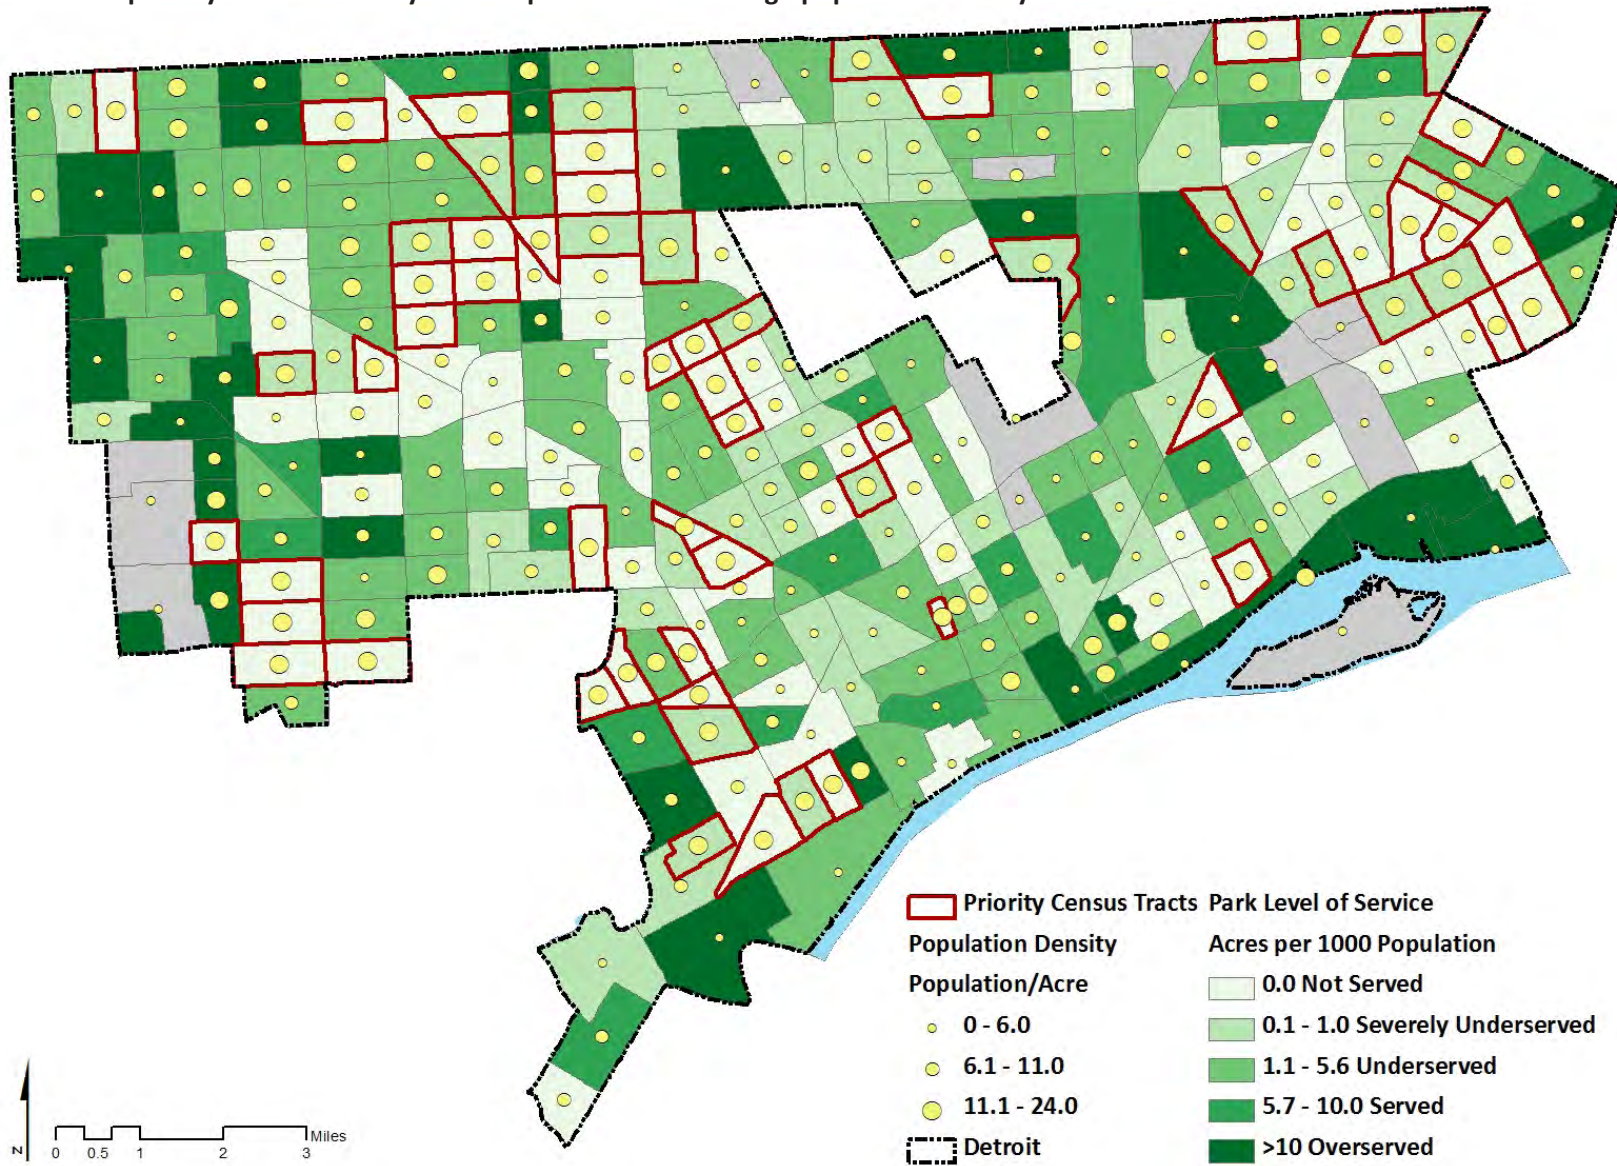 Priority Census Tracts
Population Density
Population/Acre
0 - 6.0
6.1 - 11.0
11.1 - 24.0
Detroit
Park Level of Service
Acres per 1000 Population
0.0 Not Served
0.1 - 1.0 Severely Underserved
1.1 - 5.6 Underserved
5.7 - 10.0 Served
>10 Overserved
N
Miles
0 0.5 1 2 3